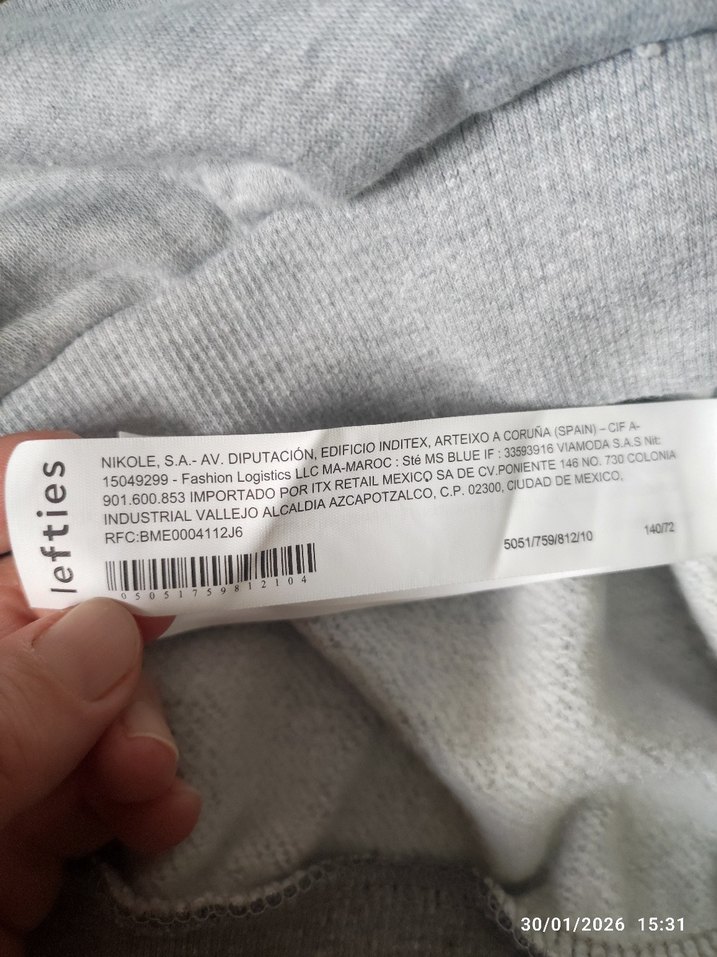 lefties
NIKOLE, S.A.- AV. DIPUTACIÓN, EDIFICIO INDITEX, ARTEIXO A CORUÑA (SPAIN) – CIF A-
15049299 - Fashion Logistics LLC MA-MAROC : Sté MS BLUE IF : 33593916 VIAMODA S.A.S Nit:
901.600.853 IMPORTADO POR ITX RETAIL MEXICO SA DE CV.PONIENTE 146 NO. 730 COLONIA
INDUSTRIAL VALLEJO ALCALDIA AZCAPOTZALCO, C.P. 02300, CIUDAD DE MEXICO,
RFC:BME0004112J6
5051/759/812/10
140/72
05051759812104
30/01/2026 15:31